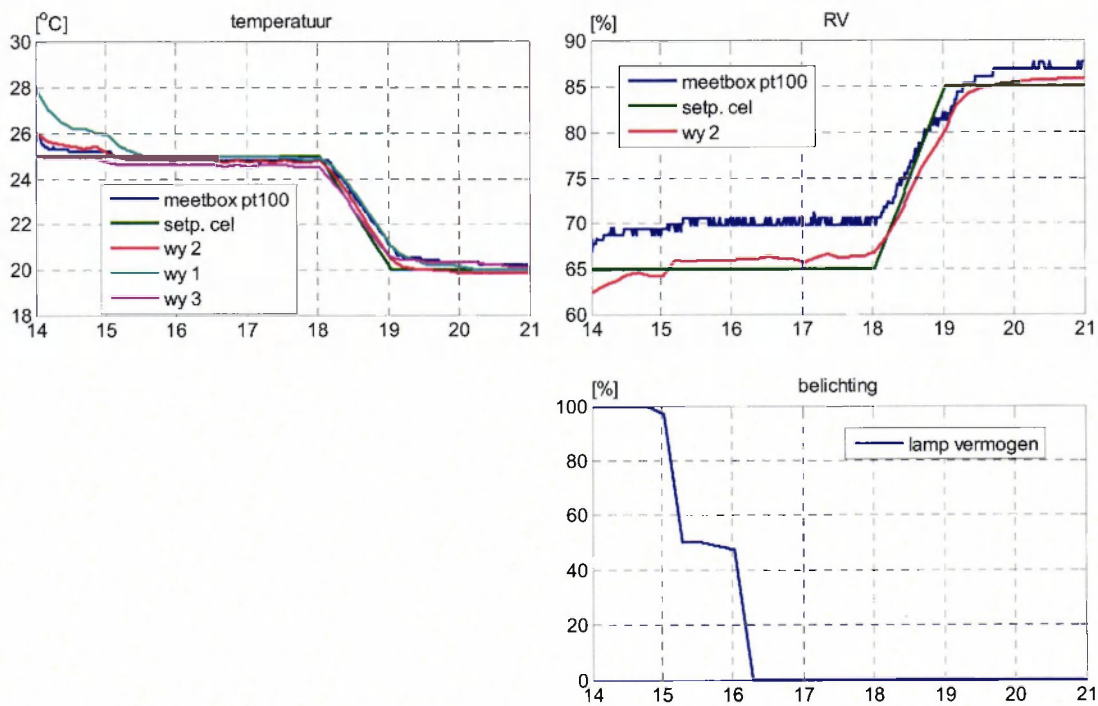 [°C] temperatuur
30
28
26
24
22
20
18
14 15 16 17 18 19 20 21
meetbox pt100
setp. cel
wy 2
wy 1
wy 3
[%] RV
90
85
80
75
70
65
60
14 15 16 17 18 19 20 21
meetbox pt100
setp. cel
wy 2
[%] belichting
100
80
60
40
20
0
14 15 16 17 18 19 20 21
lamp vermogen